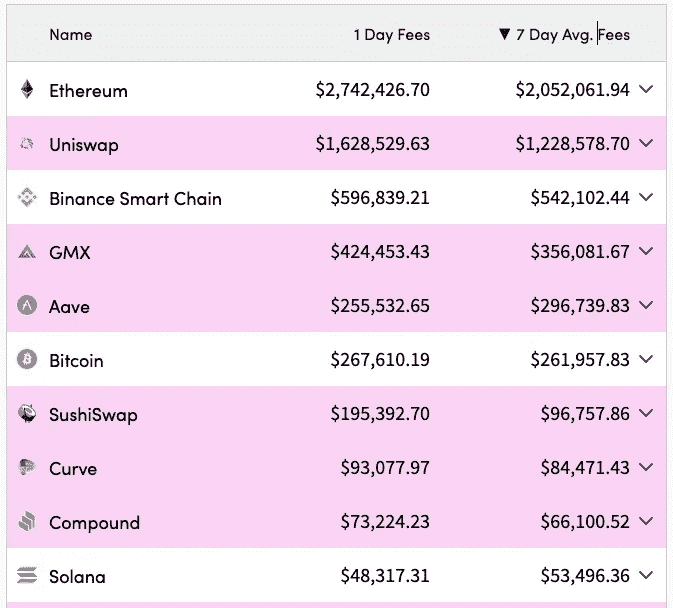 Name 1 Day Fees ▼ 7 Day Avg. Fees
Ethereum $2,742,426.70 $2,052,061.94
Uniswap $1,628,529.63 $1,228,578.70
Binance Smart Chain $596,839.21 $542,102.44
GMX $424,453.43 $356,081.67
Aave $255,532.65 $296,739.83
Bitcoin $267,610.19 $261,957.83
SushiSwap $195,392.70 $96,757.86
Curve $93,077.97 $84,471.43
Compound $73,224.23 $66,100.52
Solana $48,317.31 $53,496.36